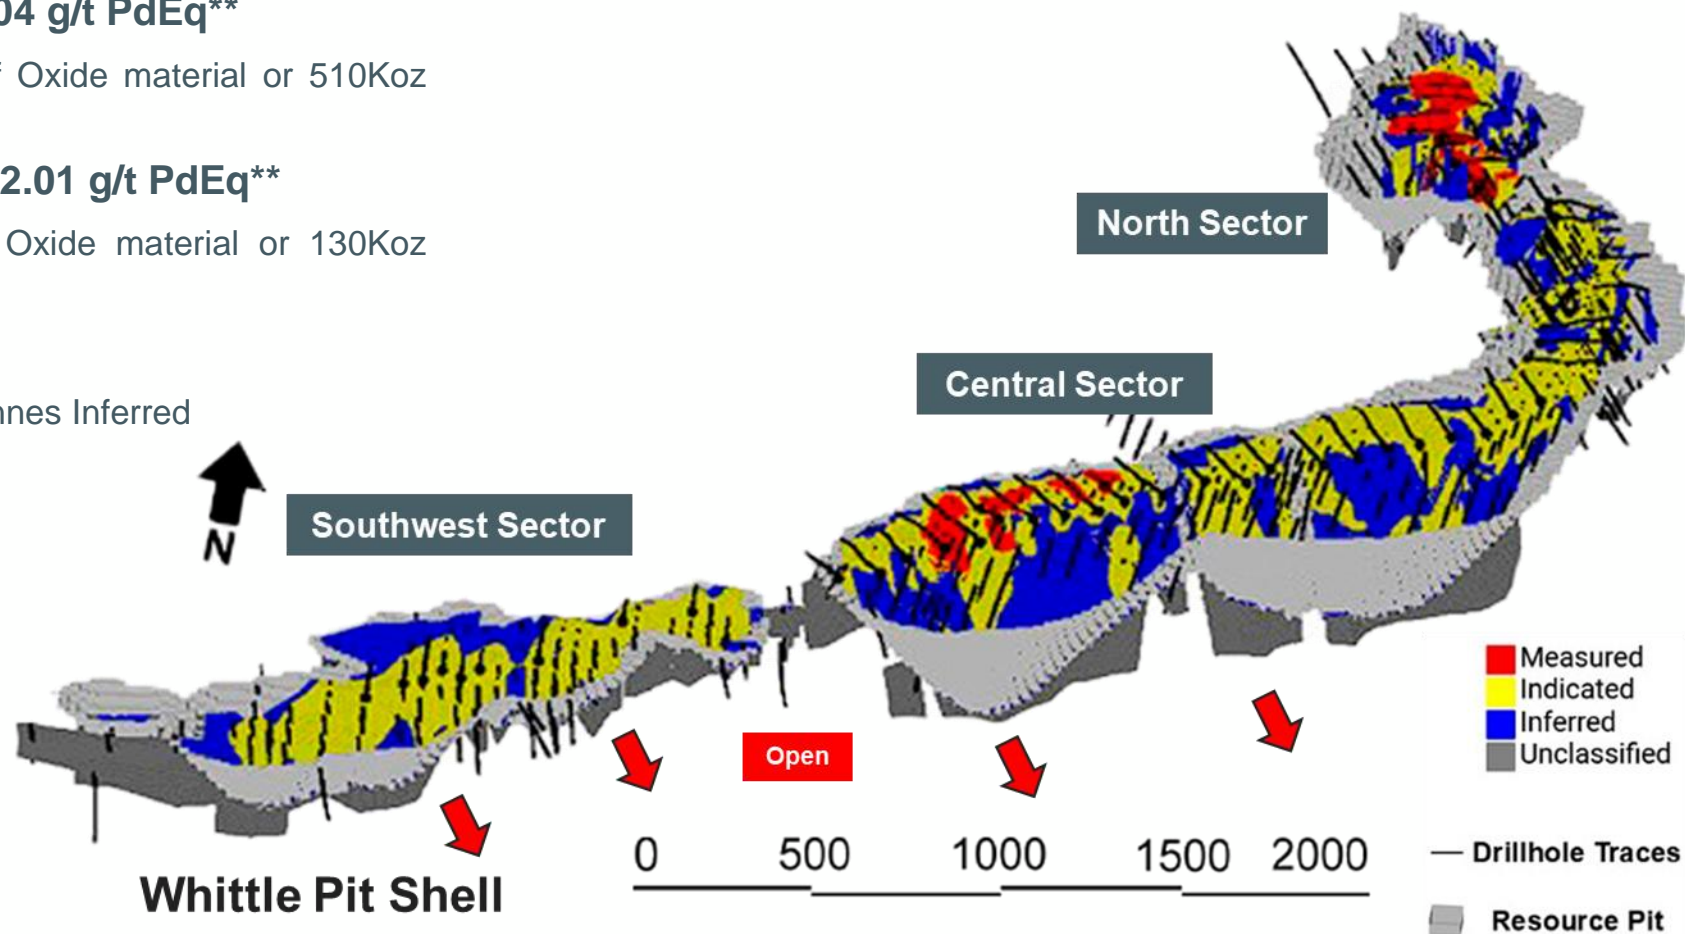 04 g/t PdEq**
Oxide material or 510Koz
2.01 g/t PdEq**
Oxide material or 130Koz
Inferred
North Sector
Central Sector
Southwest Sector
N
Open
Measured
Indicated
Inferred
Unclassified
0 500 1000 1500 2000
Drillhole Traces
Whittle Pit Shell
Resource Pit